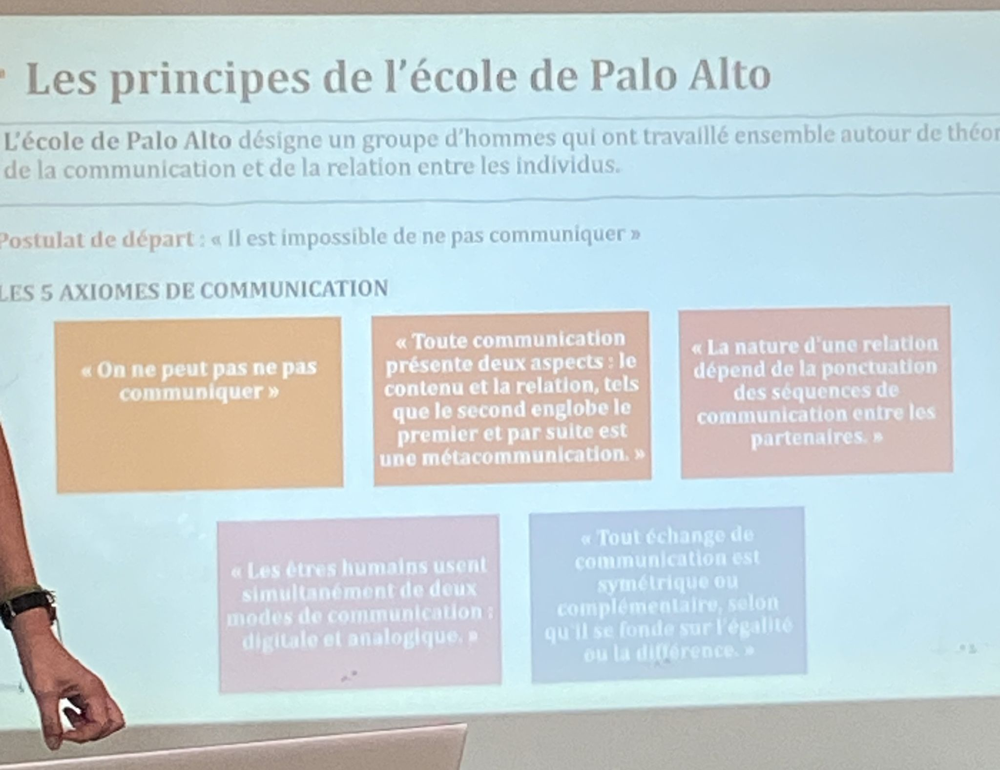 Les principes de l'école de Palo Alto
L'école de Palo Alto désigne un groupe d'hommes qui ont travaillé ensemble autour de
de la communication et de la relation entre les individus.
Postulat de départ : « Il est impossible de ne pas communiquer »
LES 5 AXIOMES DE COMMUNICATION
« On ne peut pas ne pas
communiquer »
« Toute communication
présente deux aspects : le
contenu et la relation, tels
que le second englobe le
premier et par suite est
une métacommunication. »
« La nature d'une relation
dépend de la ponctuation
des séquences de
communication entre les
partenaires. »
« Les êtres humains usent
simultanément de deux
modes de communication :
digitale et analogique. »
« Tout échange de
communication est
symétrique ou
complémentaire, selon
qu'il se fonde sur l'égalité
ou la différence. »